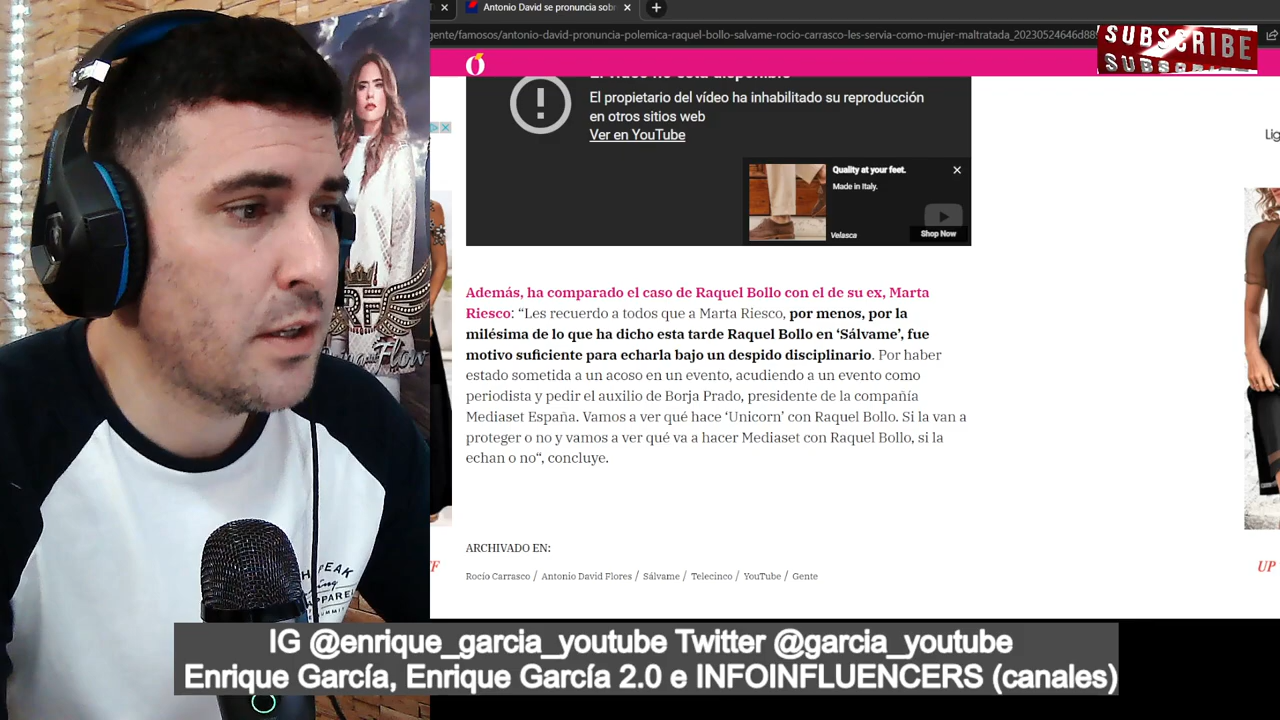 Antonio David se pronuncia sobr
gente/famosos/antonio-david-pronuncia-polemica-raquel-bollo-salvame-rocio-carrasco-les-servia-como-mujer-maltratada_20230524646d
SUBSCRIBE
El propietario del vídeo ha inhabilitado su reproducción
en otros sitios web
Ver en YouTube
Quality at your feet.
Made in Italy.
Velasca
Shop Now
Además, ha comparado el caso de Raquel Bollo con el de su ex, Marta
Riesco: “Les recuerdo a todos que a Marta Riesco, por menos, por la
milésima de lo que ha dicho esta tarde Raquel Bollo en ‘Sálvame’, fue
motivo suficiente para echarla bajo un despido disciplinario. Por haber
estado sometida a un acoso en un evento, acudiendo a un evento como
periodista y pedir el auxilio de Borja Prado, presidente de la compañía
Mediaset España. Vamos a ver qué hace ‘Unicorn’ con Raquel Bollo. Si la van a
proteger o no y vamos a ver qué va a hacer Mediaset con Raquel Bollo, si la
echan o no“, concluye.
ARCHIVADO EN:
Rocío Carrasco / Antonio David Flores / Sálvame / Telecinco / YouTube / Gente
UP
IG @enrique_garcia_youtube Twitter @garcia_youtube
Enrique García, Enrique García 2.0 e INFOINFLUENCERS (canales)